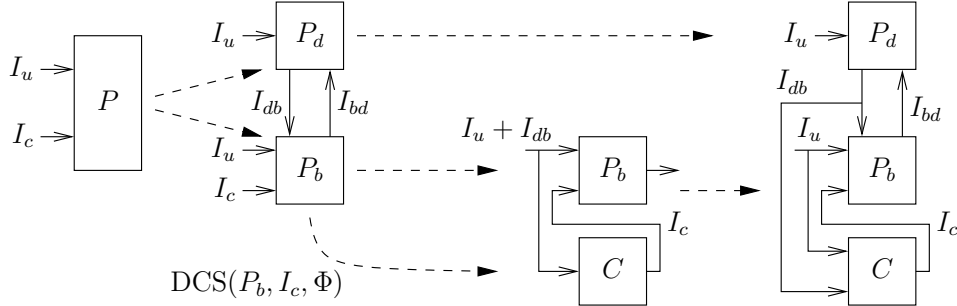 I_u
I_c
P
I_u
P_d
I_db
I_bd
I_u
I_c
P_b
DCS(P_b, I_c, Φ)
I_u + I_db
P_b
I_c
C
I_u
P_d
I_db
I_bd
I_u
P_b
I_c
C